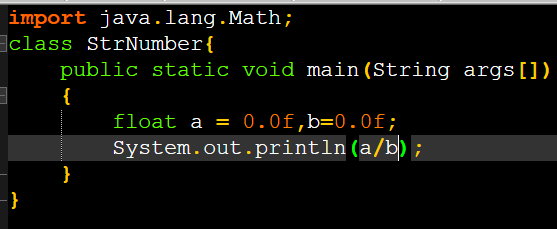 import java.lang.Math;
class StrNumber{
    public static void main(String args[])
    {
        float a = 0.0f,b=0.0f;
        System.out.println(a/b);
    }
}